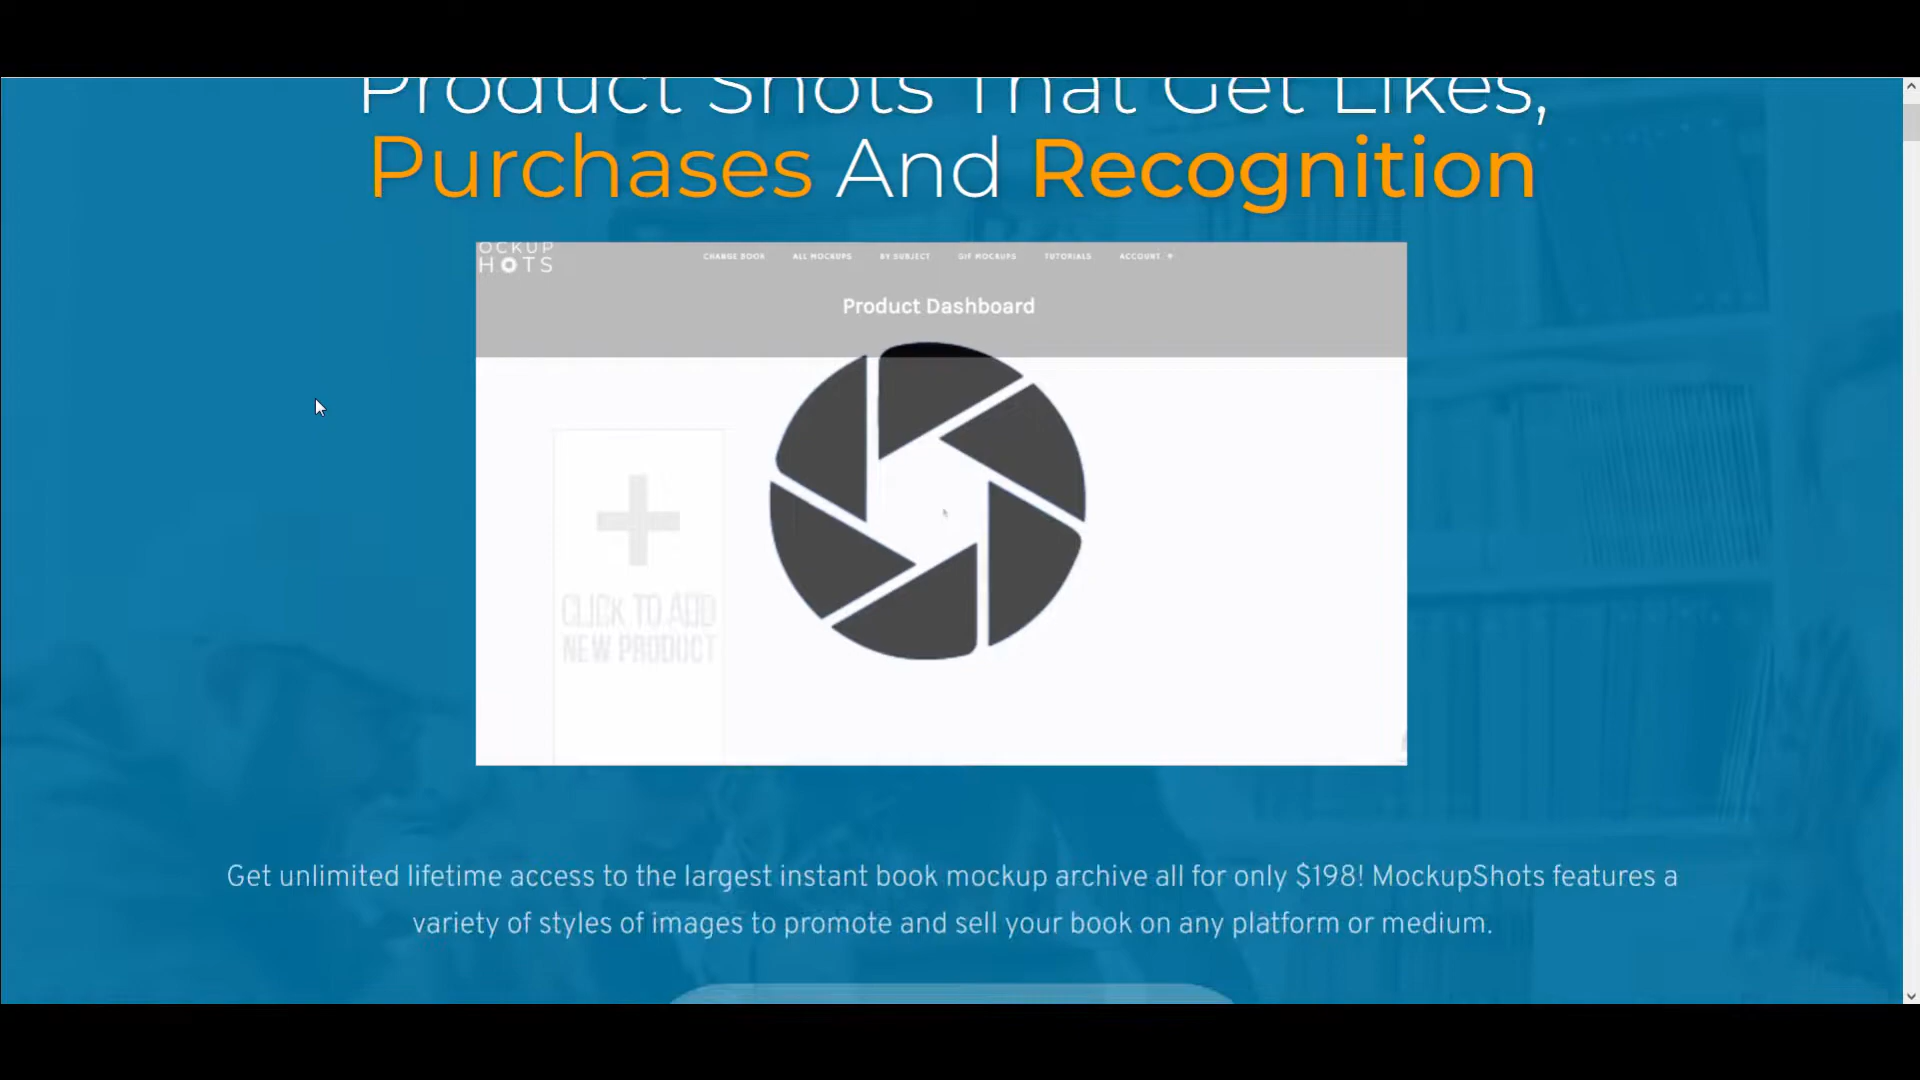 Product Shots That Get Likes,
Purchases And Recognition
OCKUP
HOTS
CHANGE BOOK ALL MOCKUPS BY SUBJECT GIF MOCKUPS TUTORIALS ACCOUNT
Product Dashboard
CLICK TO ADD
NEW PRODUCT
Get unlimited lifetime access to the largest instant book mockup archive all for only $198! MockupShots features a
variety of styles of images to promote and sell your book on any platform or medium.